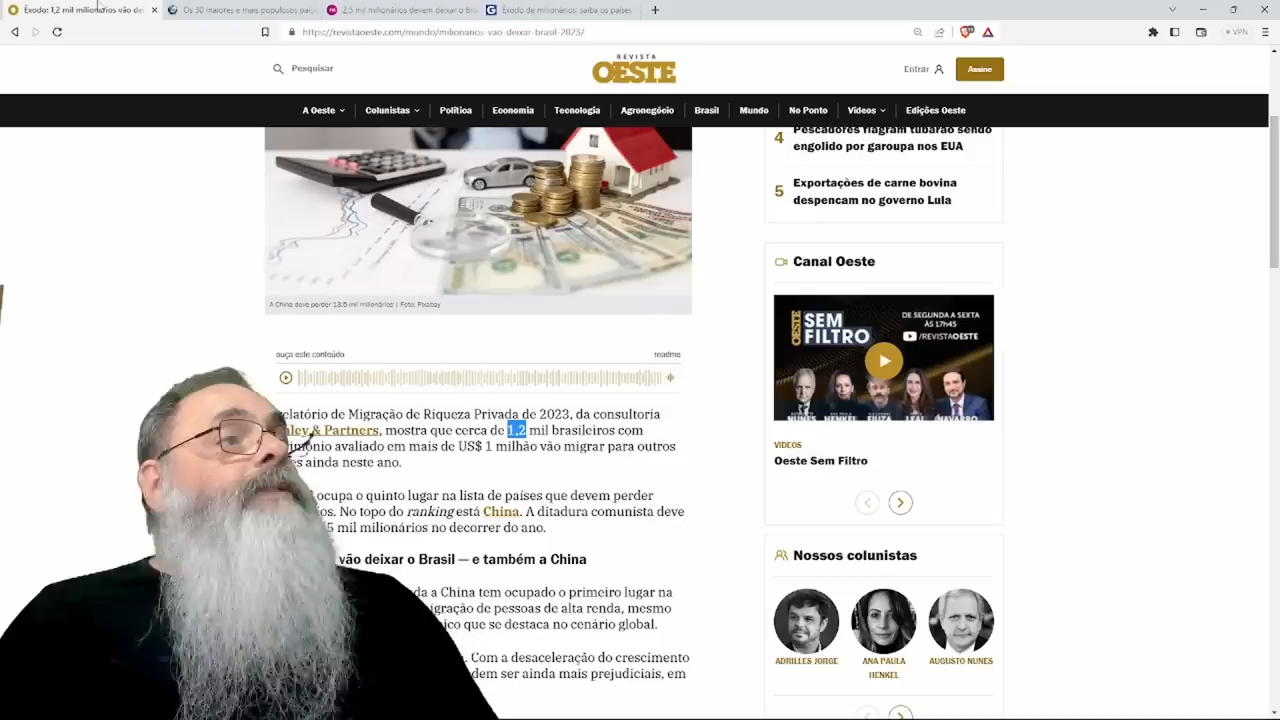 Êxodo: 1,2 mil milionários vão de
Os 30 maiores e mais populosos paí
2,5 mil milionários devem deixar o Br
Êxodo de milionários: saiba os países
https://revistaoeste.com/mundo/milionarios-vao-deixar-brasil-2023/
VPN
Pesquisar
REVISTA
OESTE
Entrar
Assine
A Oeste
Colunistas
Política
Economia
Tecnologia
Agronegócio
Brasil
Mundo
No Ponto
Vídeos
Edições Oeste
4
Pescadores flagram tubarão sendo
engolido por garoupa nos EUA
5
Exportações de carne bovina
despencam no governo Lula
A China deve perder 13.5 mil milionários | Foto: Pixabay
ouça este conteúdo
readme
elatório de Migração de Riqueza Privada de 2023, da consultoria
nley & Partners, mostra que cerca de 1,2 mil brasileiros com
rimônio avaliado em mais de US$ 1 milhão vão migrar para outros
es ainda neste ano.
ocupa o quinto lugar na lista de países que devem perder
os. No topo do ranking está China. A ditadura comunista deve
5 mil milionários no decorrer do ano.
vão deixar o Brasil — e também a China
da a China tem ocupado o primeiro lugar na
igração de pessoas de alta renda, mesmo
ico que se destaca no cenário global.
. Com a desaceleração do crescimento
dem ser ainda mais prejudiciais, em
Canal Oeste
OESTE
SEM
FILTRO
DE SEGUNDA A SEXTA
ÀS 17h45
/REVISTAOESTE
VÍDEOS
Oeste Sem Filtro
Nossos colunistas
ADRILLES JORGE
ANA PAULA
HENKEL
AUGUSTO NUNES